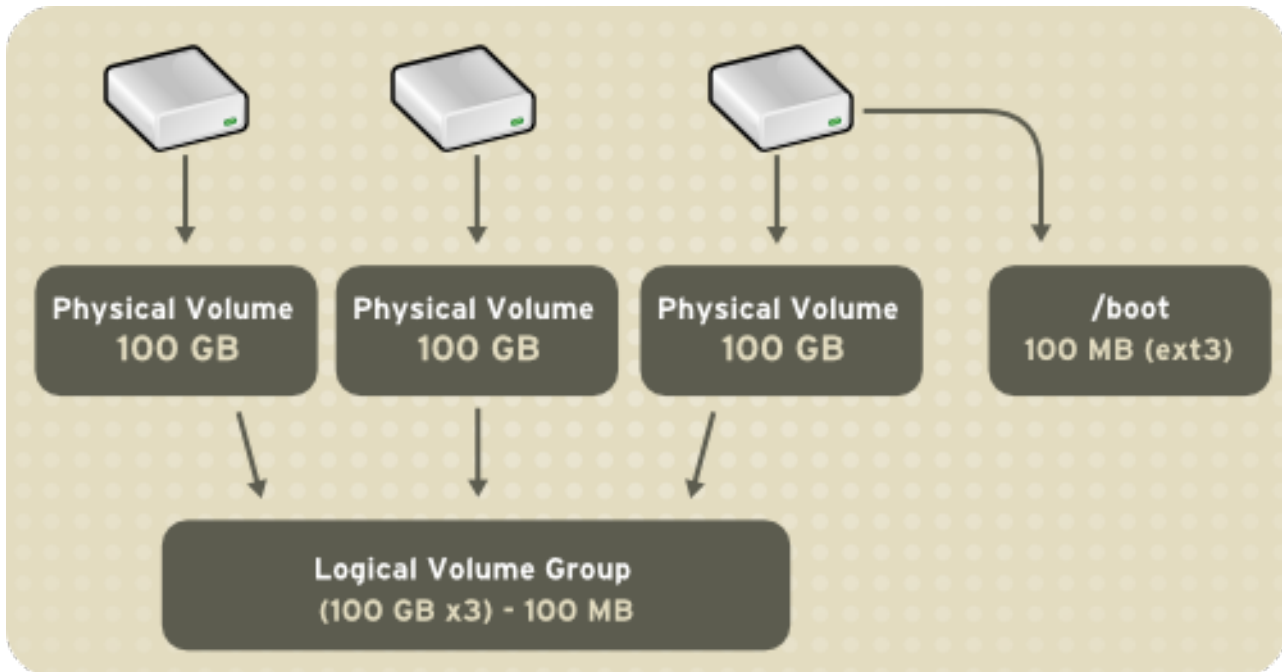 Physical Volume
100 GB
Physical Volume
100 GB
Physical Volume
100 GB
/boot
100 MB (ext3)
Logical Volume Group
(100 GB x3) - 100 MB